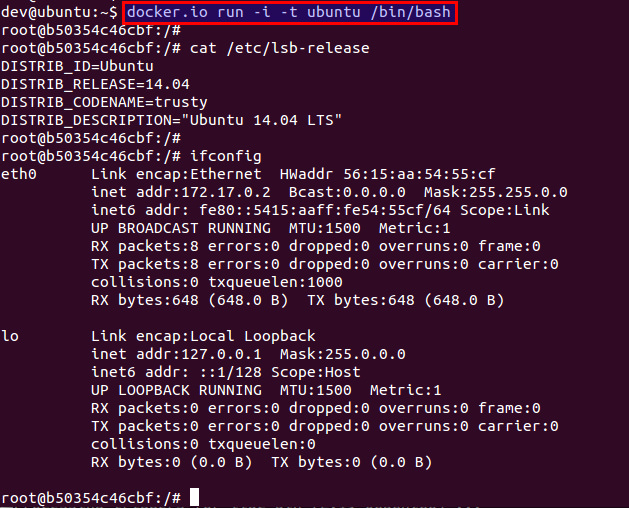 dev@ubuntu:~$ docker.io run -i -t ubuntu /bin/bash
root@b50354c46cbf:/#
root@b50354c46cbf:/# cat /etc/lsb-release
DISTRIB_ID=Ubuntu
DISTRIB_RELEASE=14.04
DISTRIB_CODENAME=trusty
DISTRIB_DESCRIPTION="Ubuntu 14.04 LTS"
root@b50354c46cbf:/#
root@b50354c46cbf:/# ifconfig
eth0      Link encap:Ethernet  HWaddr 56:15:aa:54:55:cf
          inet addr:172.17.0.2  Bcast:0.0.0.0  Mask:255.255.0.0
          inet6 addr: fe80::5415:aaff:fe54:55cf/64 Scope:Link
          UP BROADCAST RUNNING  MTU:1500  Metric:1
          RX packets:8 errors:0 dropped:0 overruns:0 frame:0
          TX packets:8 errors:0 dropped:0 overruns:0 carrier:0
          collisions:0 txqueuelen:1000
          RX bytes:648 (648.0 B)  TX bytes:648 (648.0 B)

lo        Link encap:Local Loopback
          inet addr:127.0.0.1  Mask:255.0.0.0
          inet6 addr: ::1/128 Scope:Host
          UP LOOPBACK RUNNING  MTU:1500  Metric:1
          RX packets:0 errors:0 dropped:0 overruns:0 frame:0
          TX packets:0 errors:0 dropped:0 overruns:0 carrier:0
          collisions:0 txqueuelen:0
          RX bytes:0 (0.0 B)  TX bytes:0 (0.0 B)

root@b50354c46cbf:/#